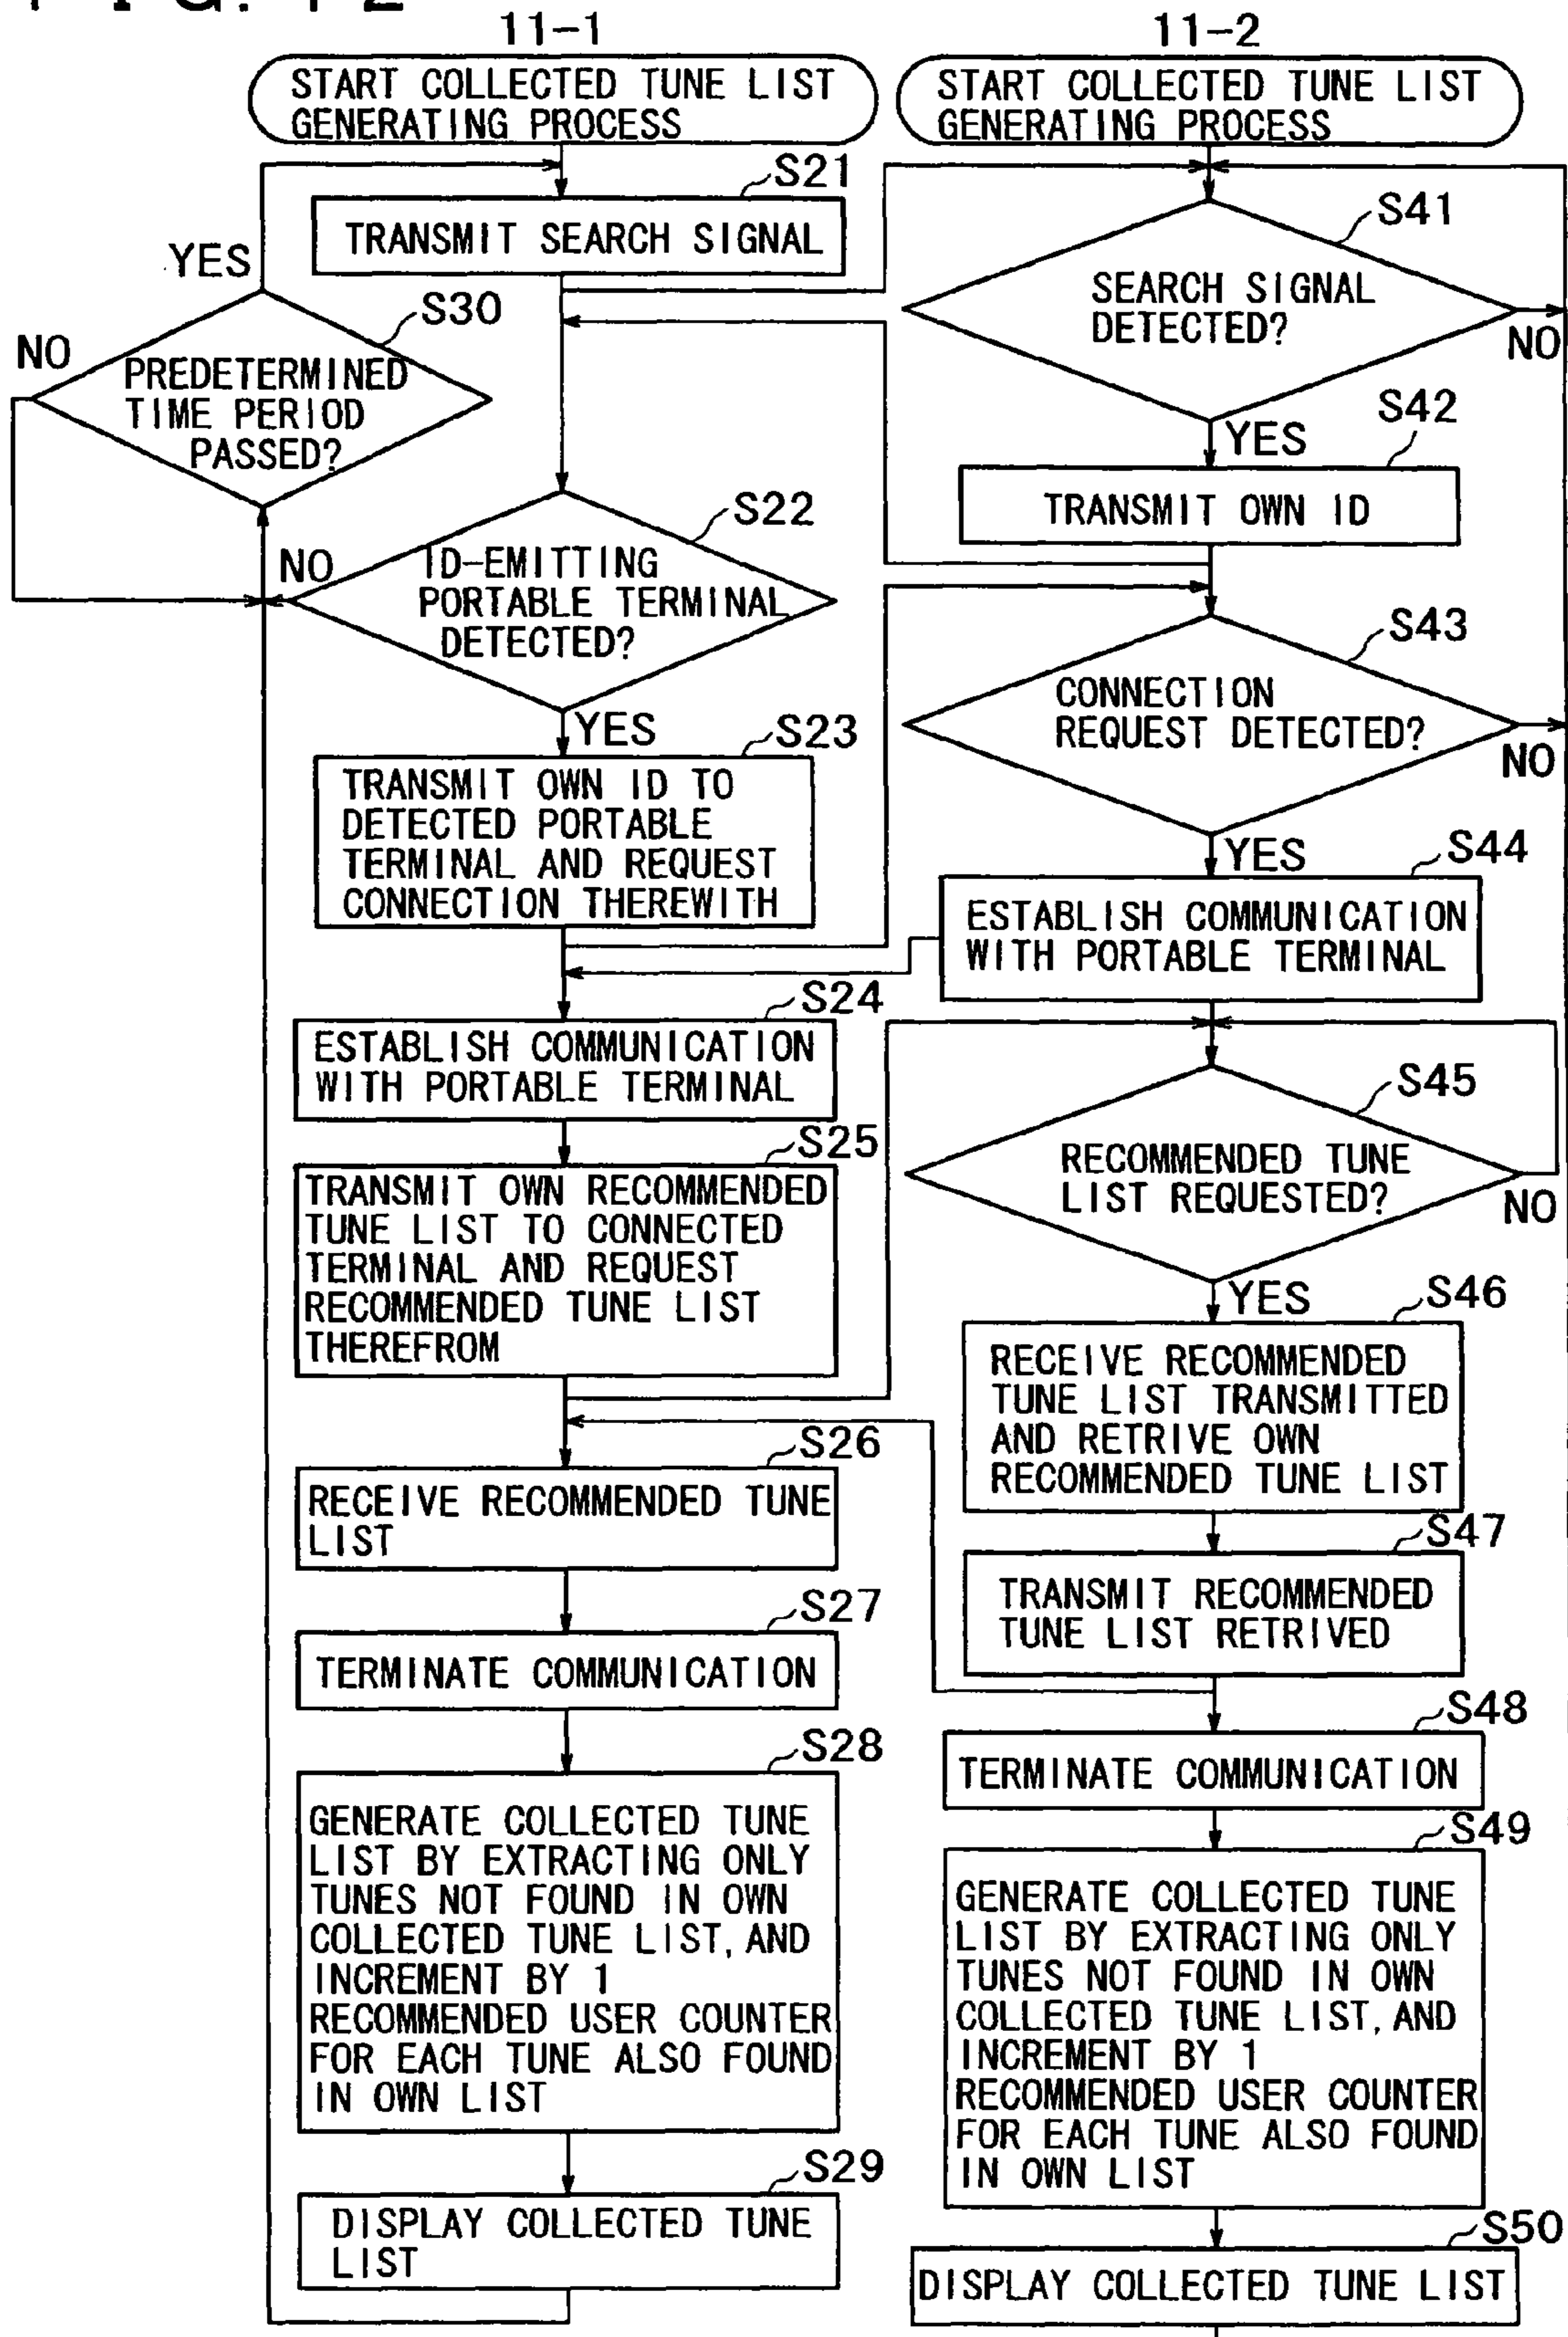 11-1
START COLLECTED TUNE LIST
GENERATING PROCESS
S21
TRANSMIT SEARCH SIGNAL
YES
S30
NO
PREDETERMINED
TIME PERIOD
PASSED?
S22
NO
ID-EMITTING
PORTABLE TERMINAL
DETECTED?
YES
S23
TRANSMIT OWN ID TO
DETECTED PORTABLE
TERMINAL AND REQUEST
CONNECTION THEREWITH
S24
ESTABLISH COMMUNICATION
WITH PORTABLE TERMINAL
S25
TRANSMIT OWN RECOMMENDED
TUNE LIST TO CONNECTED
TERMINAL AND REQUEST
RECOMMENDED TUNE LIST
THEREFROM
S26
RECEIVE RECOMMENDED TUNE
LIST
S27
TERMINATE COMMUNICATION
S28
GENERATE COLLECTED TUNE
LIST BY EXTRACTING ONLY
TUNES NOT FOUND IN OWN
COLLECTED TUNE LIST, AND
INCREMENT BY 1
RECOMMENDED USER COUNTER
FOR EACH TUNE ALSO FOUND
IN OWN LIST
S29
DISPLAY COLLECTED TUNE
LIST
11-2
START COLLECTED TUNE LIST
GENERATING PROCESS
S41
SEARCH SIGNAL
DETECTED?
NO
S42
YES
TRANSMIT OWN ID
S43
CONNECTION
REQUEST DETECTED?
NO
YES
S44
ESTABLISH COMMUNICATION
WITH PORTABLE TERMINAL
S45
RECOMMENDED TUNE
LIST REQUESTED?
NO
YES
S46
RECEIVE RECOMMENDED
TUNE LIST TRANSMITTED
AND RETRIVE OWN
RECOMMENDED TUNE LIST
S47
TRANSMIT RECOMMENDED
TUNE LIST RETRIVED
S48
TERMINATE COMMUNICATION
S49
GENERATE COLLECTED TUNE
LIST BY EXTRACTING ONLY
TUNES NOT FOUND IN OWN
COLLECTED TUNE LIST, AND
INCREMENT BY 1
RECOMMENDED USER COUNTER
FOR EACH TUNE ALSO FOUND
IN OWN LIST
S50
DISPLAY COLLECTED TUNE LIST